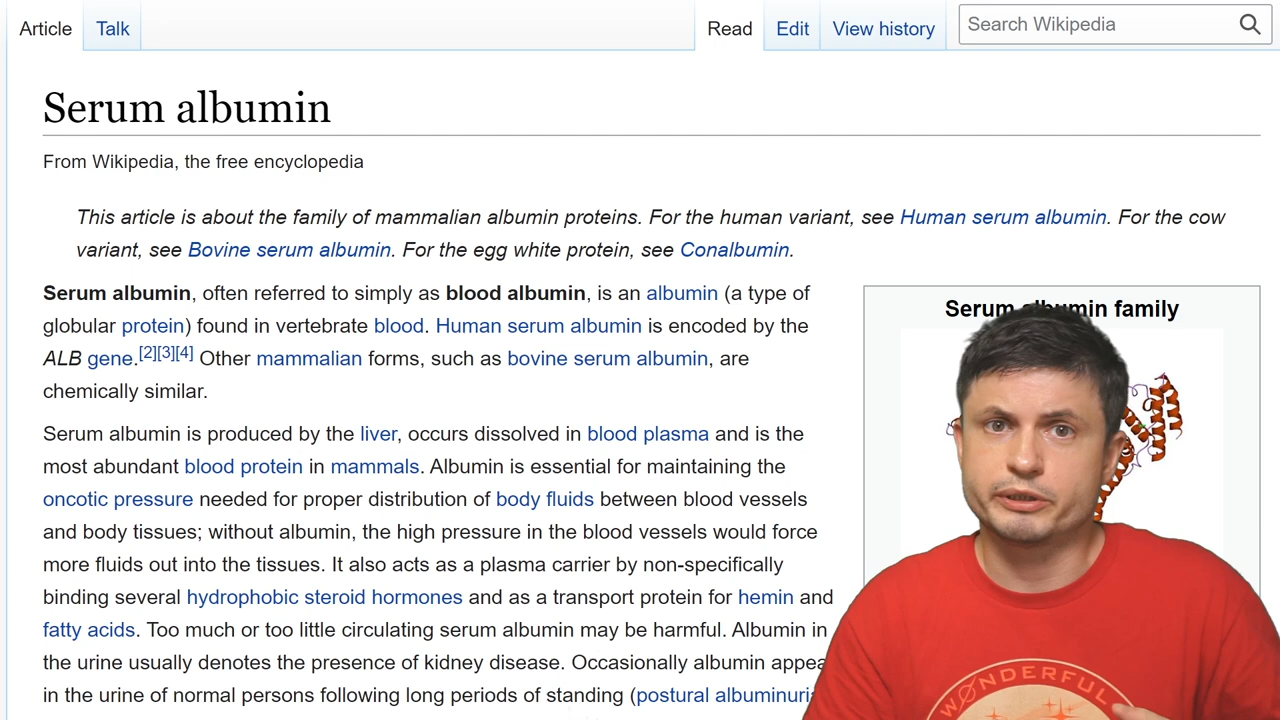 Article Talk Read Edit View history Search Wikipedia
Serum albumin
From Wikipedia, the free encyclopedia
This article is about the family of mammalian albumin proteins. For the human variant, see Human serum albumin. For the cow
variant, see Bovine serum albumin. For the egg white protein, see Conalbumin.
Serum albumin, often referred to simply as blood albumin, is an albumin (a type of
globular protein) found in vertebrate blood. Human serum albumin is encoded by the
ALB gene.[2][3][4] Other mammalian forms, such as bovine serum albumin, are
chemically similar.
Serum albumin is produced by the liver, occurs dissolved in blood plasma and is the
most abundant blood protein in mammals. Albumin is essential for maintaining the
oncotic pressure needed for proper distribution of body fluids between blood vessels
and body tissues; without albumin, the high pressure in the blood vessels would force
more fluids out into the tissues. It also acts as a plasma carrier by non-specifically
binding several hydrophobic steroid hormones and as a transport protein for hemin and
fatty acids. Too much or too little circulating serum albumin may be harmful. Albumin in
the urine usually denotes the presence of kidney disease. Occasionally albumin appea
in the urine of normal persons following long periods of standing (postural albuminuri
Serum albumin family
WØNDERFUL